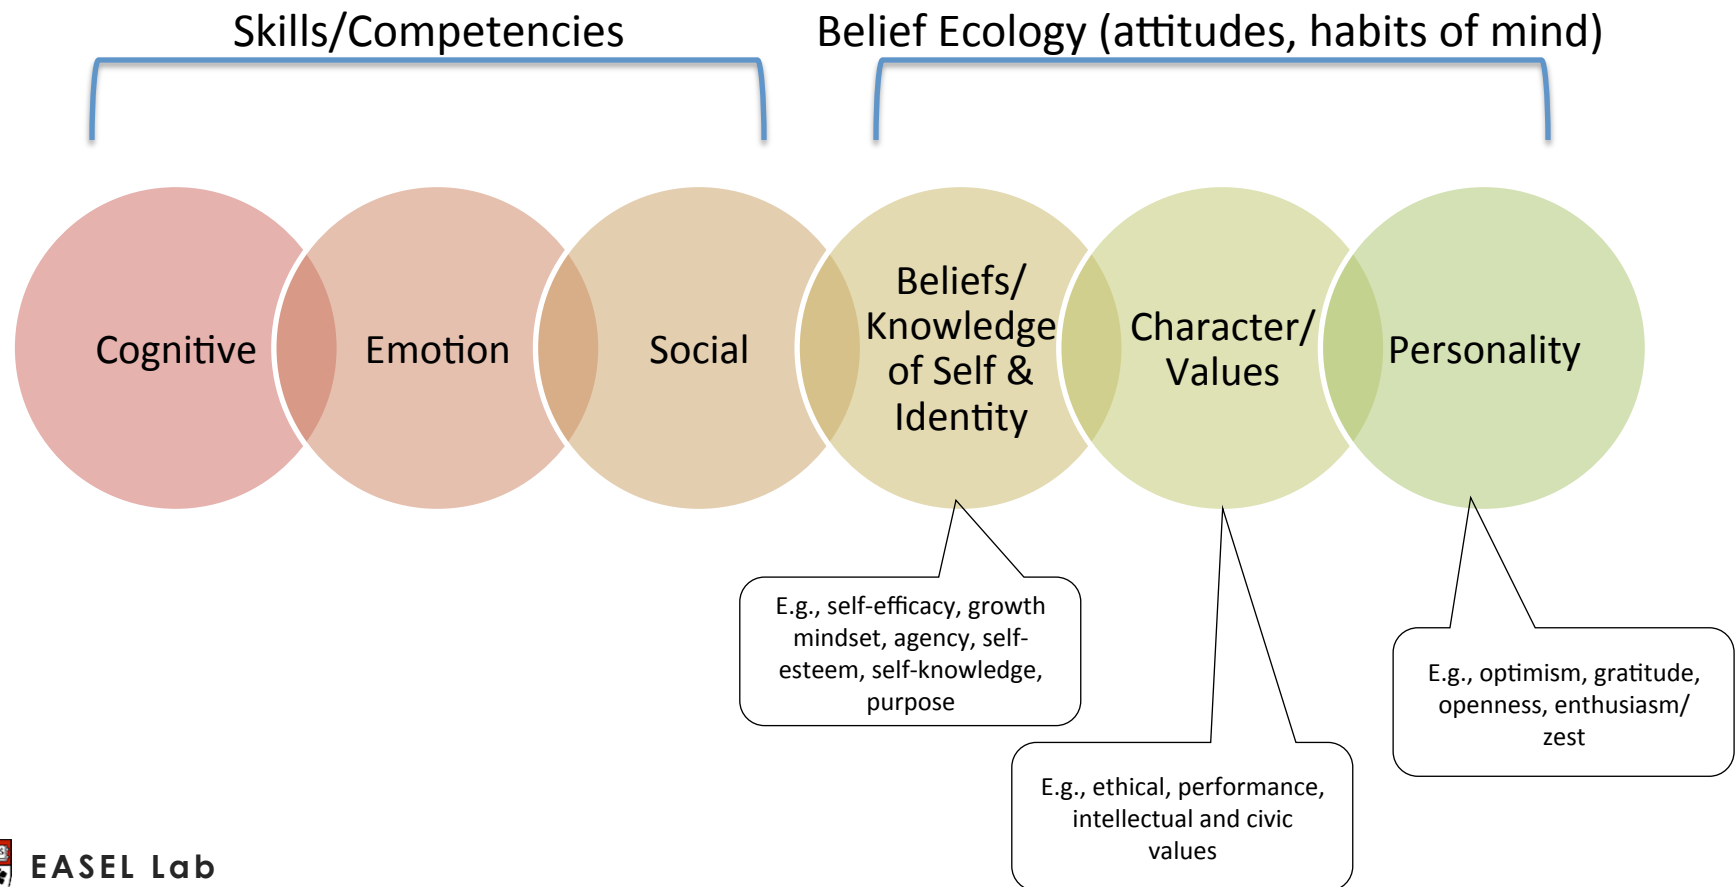 Skills/Competencies
Belief Ecology (attitudes, habits of mind)
Cognitive
Emotion
Social
Beliefs/
Knowledge
of Self &
Identity
Character/
Values
Personality
E.g., self-efficacy, growth
mindset, agency, self-
esteem, self-knowledge,
purpose
E.g., ethical, performance,
intellectual and civic
values
E.g., optimism, gratitude,
openness, enthusiasm/
zest
EASEL Lab